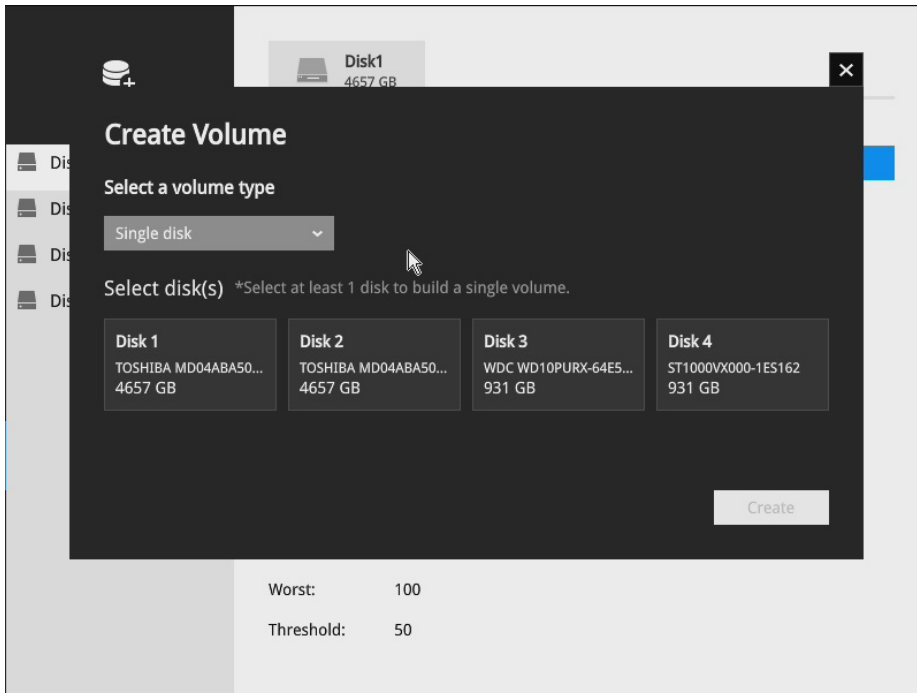 Disk1
4657 GB
Create Volume
Select a volume type
Single disk
Select disk(s) *Select at least 1 disk to build a single volume.
Disk 1
TOSHIBA MD04ABA50...
4657 GB
Disk 2
TOSHIBA MD04ABA50...
4657 GB
Disk 3
WDC WD10PURX-64E5...
931 GB
Disk 4
ST1000VX000-1ES162
931 GB
Create
Worst: 100
Threshold: 50